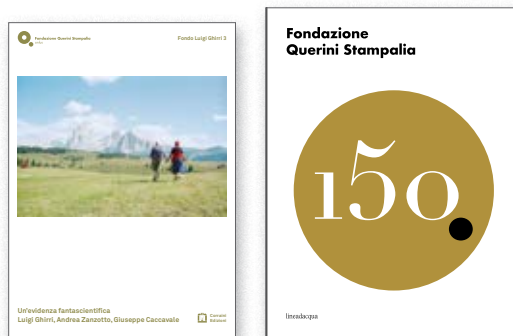 Fondazione Querini Stampalia
Fondo Luigi Ghirri 3
Un'evidenza fantascientifica
Luigi Ghirri, Andrea Zanzotto, Giuseppe Caccavale
Camuni
Edizioni
Fondazione
Querini Stampalia
150
lineadacqua